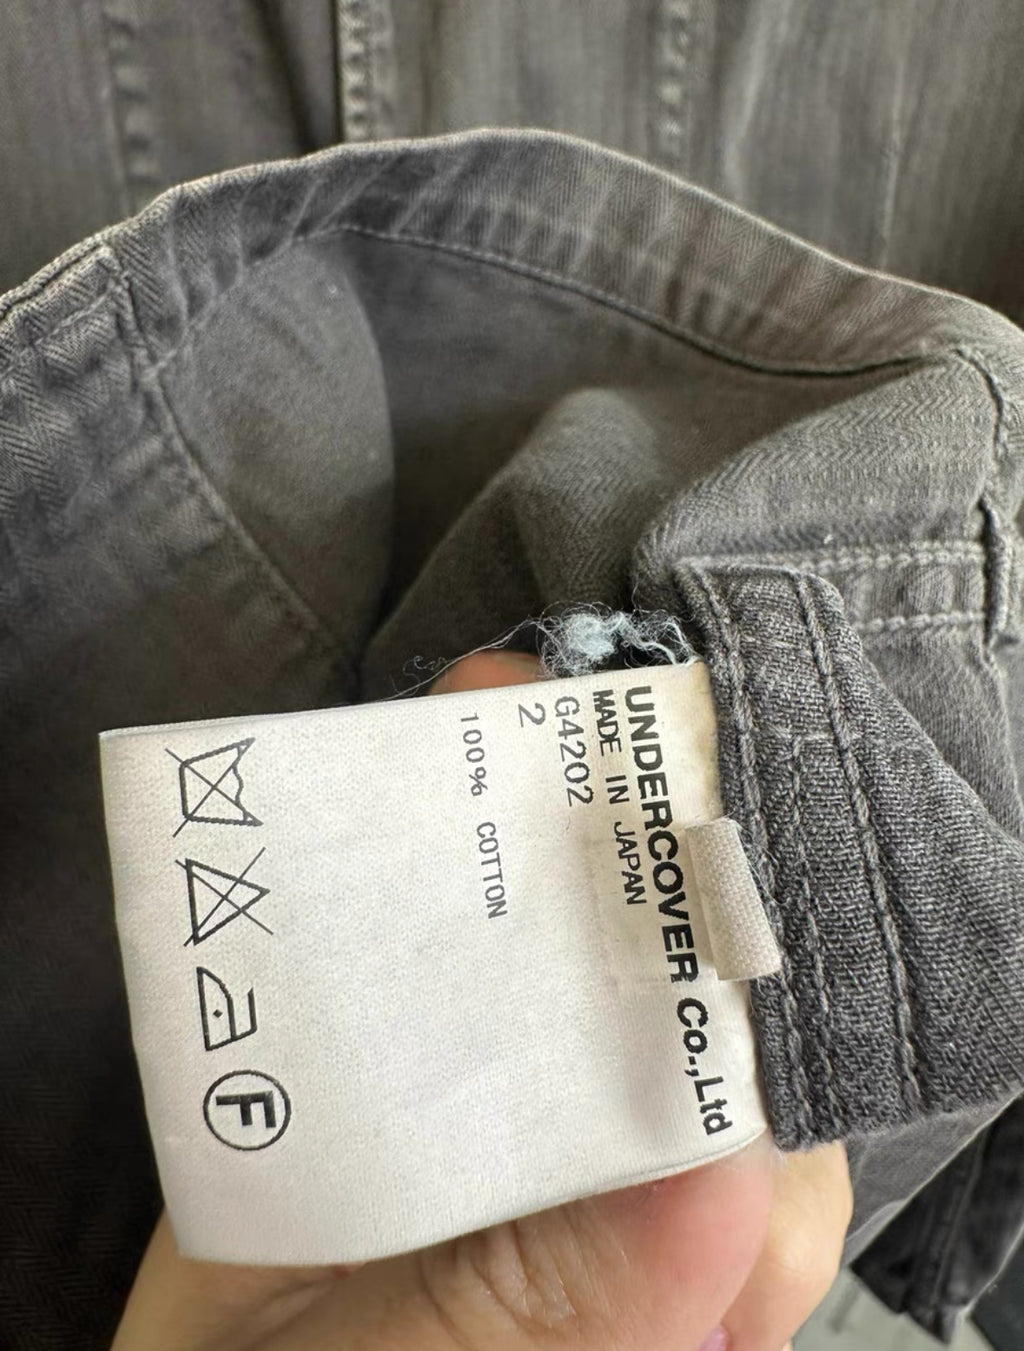 UNDERCOVER Co.,Ltd
MADE IN JAPAN
G4202
2
100% COTTON
F